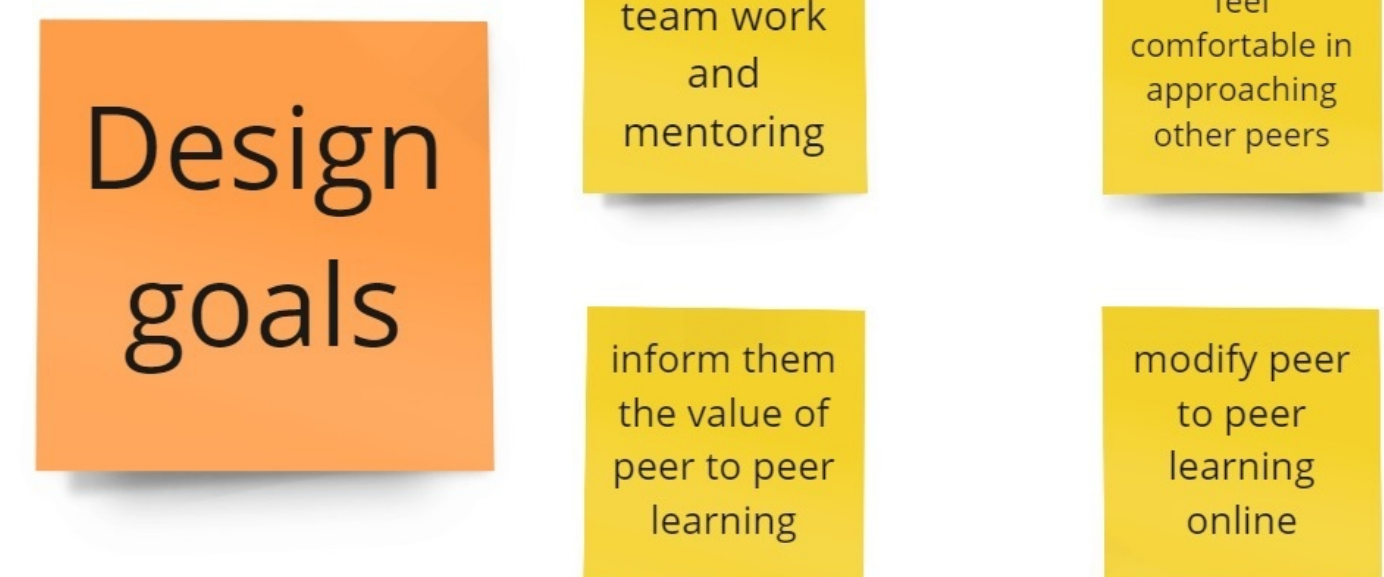 Design
goals
team work
and
mentoring
feel
comfortable in
approaching
other peers
inform them
the value of
peer to peer
learning
modify peer
to peer
learning
online